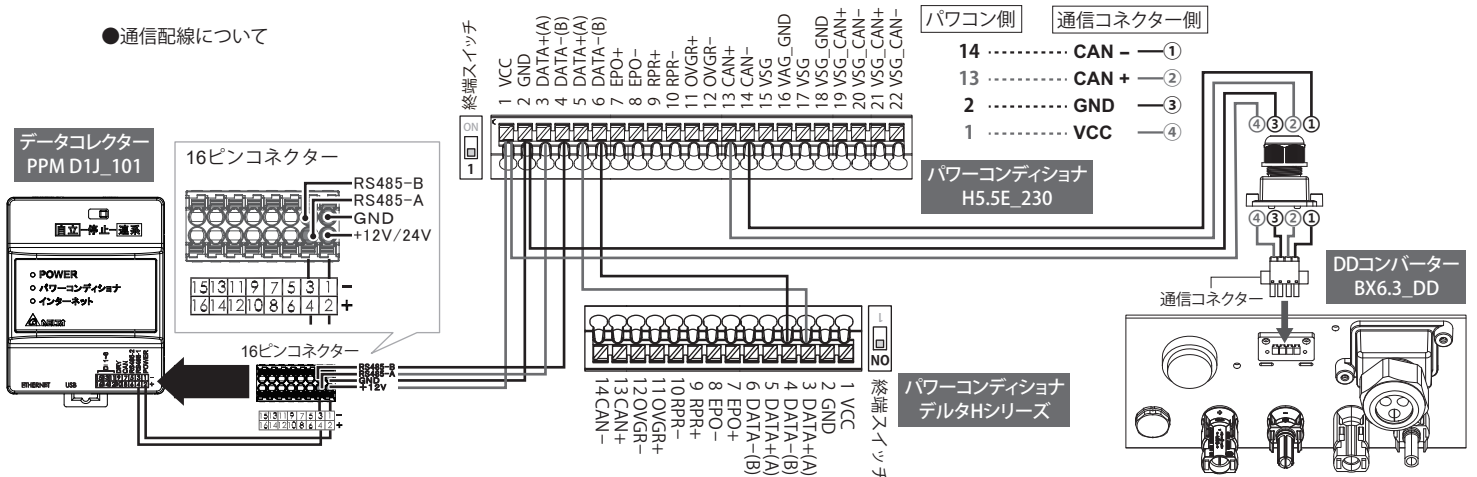 ●通信配線について
データコレクター
PPM D1J_101
直立─停止─連系
POWER
パワーコンディショナ
インターネット
ETHERNET USB
DRY
CAN
RS485-2
RS485-1
POWER
16ピンコネクター
RS485-B
RS485-A
GND
+12V/24V
15 13 11 9 7 5 3 1 −
16 14 12 10 8 6 4 2 +
16ピンコネクター
RS485-B
RS485-A
GND
+12V
15 13 11 9 7 5 3 1 −
16 14 12 10 8 6 4 2 +
終端スイッチ
ON
1
1 VCC
2 GND
3 DATA+(A)
4 DATA−(B)
5 DATA+(A)
6 DATA−(B)
7 EPO+
8 EPO−
9 RPR+
10 RPR−
11 OVGR+
12 OVGR−
13 CAN+
14 CAN−
15 VSG
16 VAG_GND
17 VSG
18 VSG_GND
19 VSG_CAN+
20 VSG_CAN−
21 VSG_CAN+
22 VSG_CAN−
パワーコンディショナ
H5.5E_230
パワコン側 通信コネクター側
14 CAN − ①
13 CAN + ②
2 GND ③
1 VCC ④
④③②①
④③②①
通信コネクター
DDコンバーター
BX6.3_DD
14 CAN−
13 CAN+
12 OVGR−
11 OVGR+
10 RPR−
9 RPR+
8 EPO−
7 EPO+
6 DATA−(B)
5 DATA+(A)
4 DATA−(B)
3 DATA+(A)
2 GND
1 VCC
1
ON
終端スイッチ
パワーコンディショナ
デルタHシリーズ